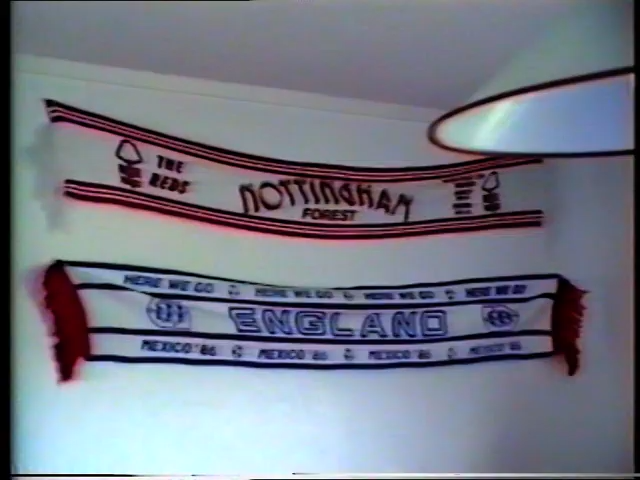 THE
REDS
NOTTINGHAM
FOREST
HERE WE GO HERE WE GO HERE WE GO HERE WE GO
ENGLAND
MEXICO '86 MEXICO 86 MEXICO 86 MEXICO 86